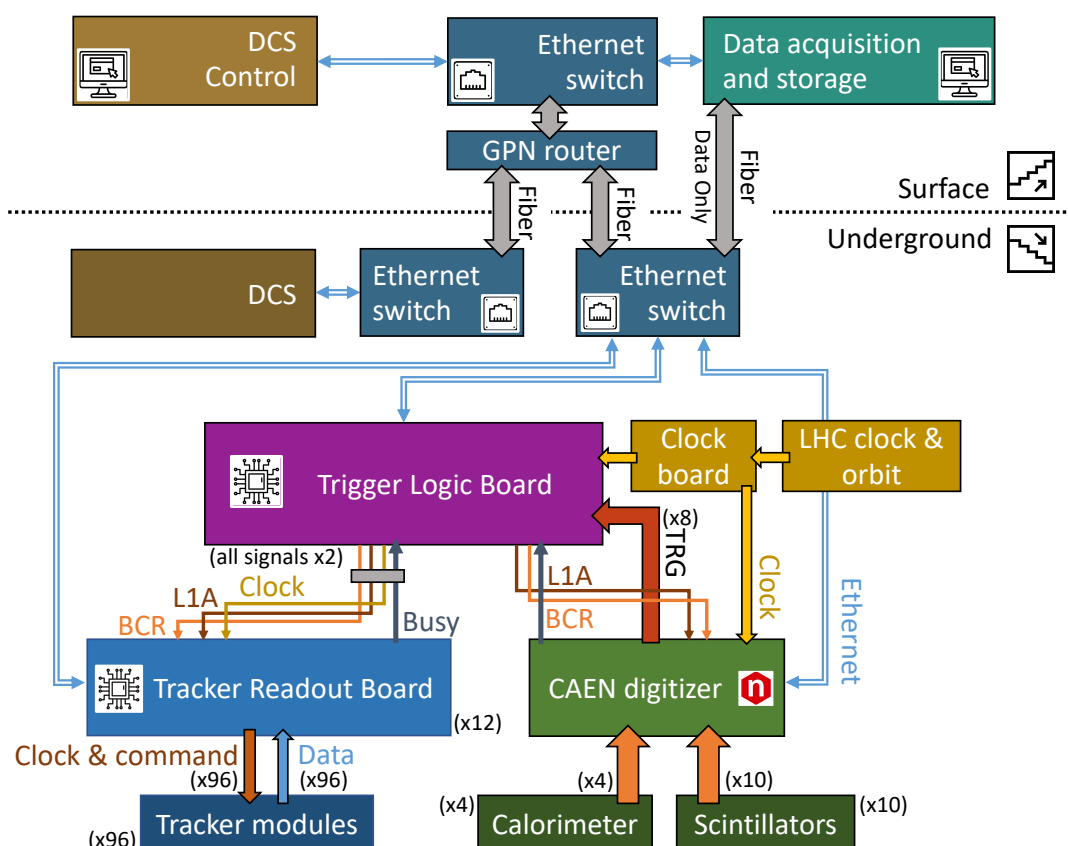 DCS
Control
Ethernet
switch
Data acquisition
and storage
GPN router
Fiber
Fiber
Data Only
Fiber
Surface
Underground
DCS
Ethernet
switch
Ethernet
switch
Trigger Logic Board
Clock
board
LHC clock &
orbit
(all signals x2)
(x8)
TRG
Clock
L1A
BCR
Busy
L1A
BCR
Clock
Ethernet
Tracker Readout Board
(x12)
CAEN digitizer
n
Clock & command
Data
(x96)
(x96)
(x4)
(x10)
(x96)
Tracker modules
(x4)
Calorimeter
Scintillators
(x10)